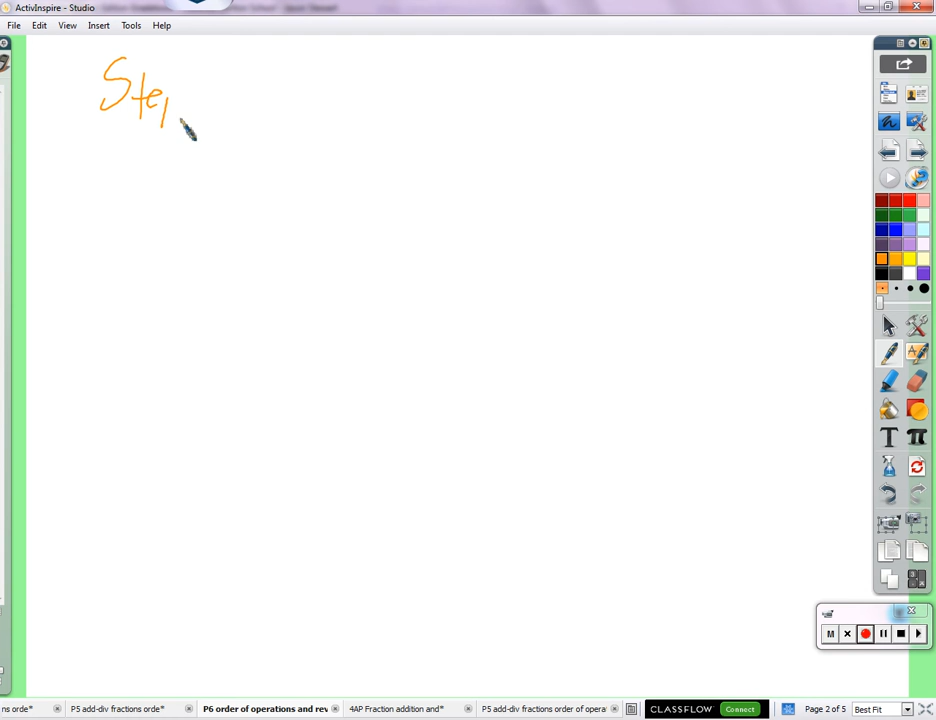 ActivInspire - Studio
File Edit View Insert Tools Help
Ste
T π
M
ns orde* P5 add-div fractions orde* P6 order of operations and rev 4AP Fraction addition and* P5 add-div fractions order of opera CLASSFLOW Connect Page 2 of 5 Best Fit